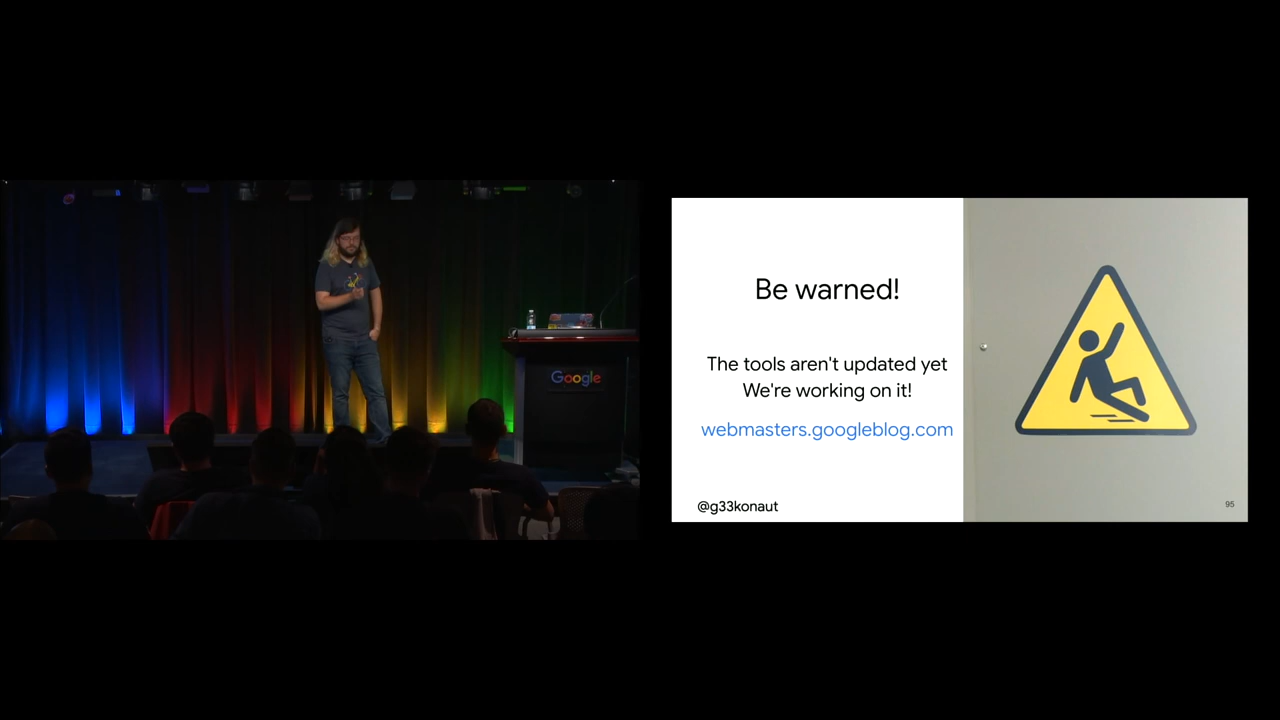 Google
Be warned!
The tools aren't updated yet
We're working on it!
webmasters.googleblog.com
@g33konaut
95